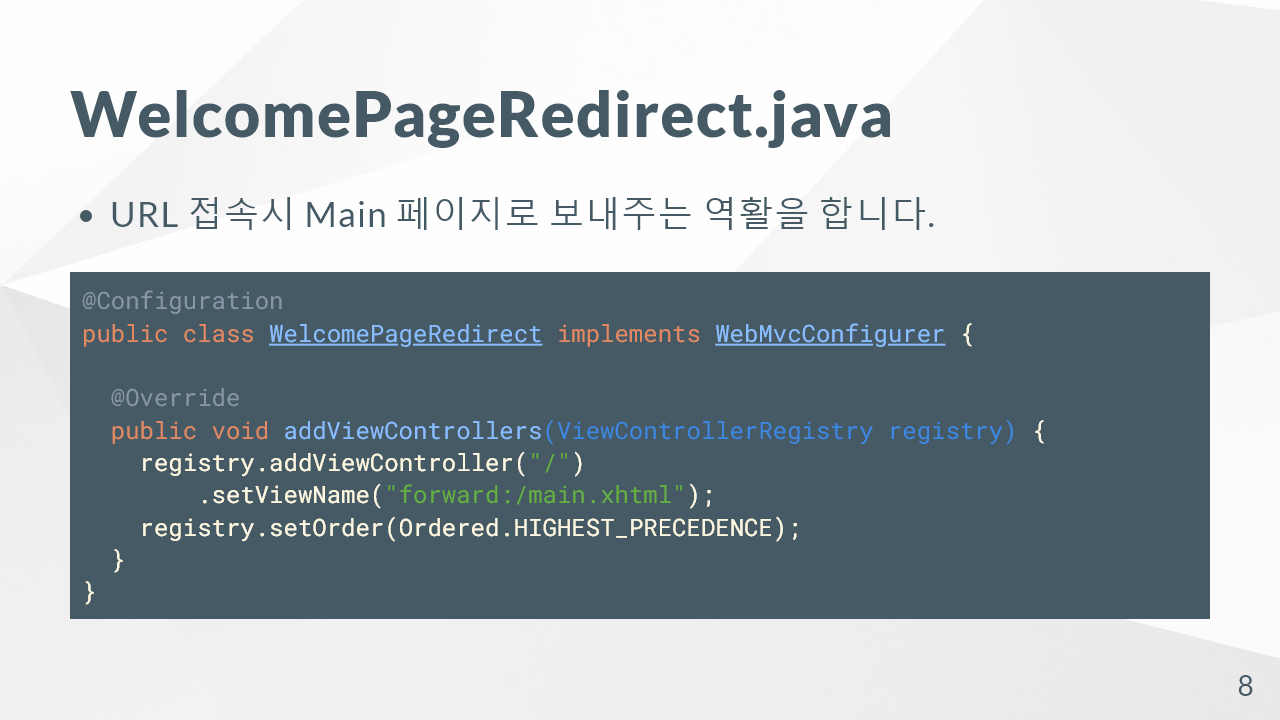 WelcomePageRedirect.java
• URL 접속시 Main 페이지로 보내주는 역활을 합니다.
@Configuration
public class WelcomePageRedirect implements WebMvcConfigurer {
  @Override
  public void addViewControllers(ViewControllerRegistry registry) {
    registry.addViewController("/")
        .setViewName("forward:/main.xhtml");
    registry.setOrder(Ordered.HIGHEST_PRECEDENCE);
  }
}
8